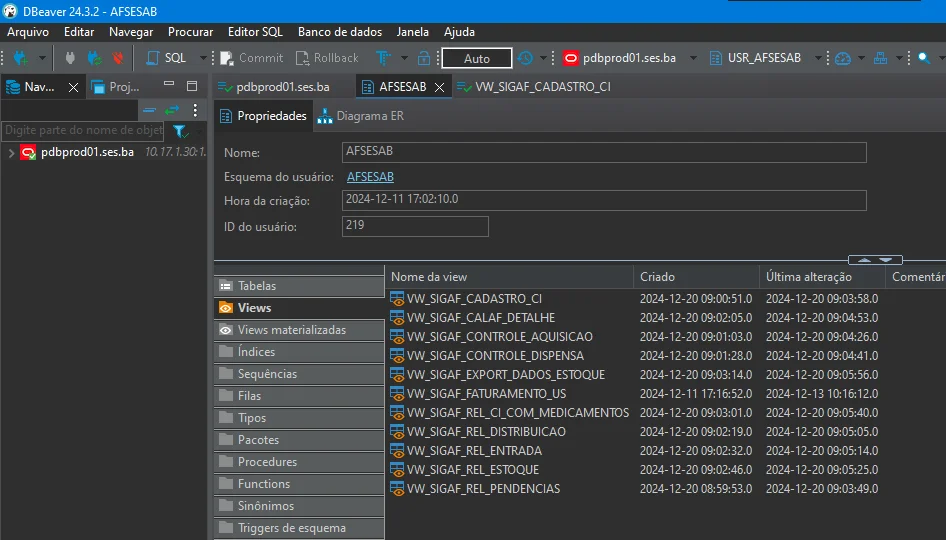 DBeaver 24.3.2 - AFSESAB
Arquivo Editar Navegar Procurar Editor SQL Banco de dados Janela Ajuda
SQL Commit Rollback Auto pdbprod01.ses.ba USR_AFSESAB
Nav... Proj... pdbprod01.ses.ba AFSESAB VW_SIGAF_CADASTRO_CI
Propriedades Diagrama ER
Digite parte do nome de objet
pdbprod01.ses.ba 10.17.1.30:1.
Nome: AFSESAB
Esquema do usuário: AFSESAB
Hora da criação: 2024-12-11 17:02:10.0
ID do usuário: 219
Tabelas
Views
Views materializadas
Índices
Sequências
Filas
Tipos
Pacotes
Procedures
Functions
Sinônimos
Triggers de esquema
Nome da view Criado Última alteração Comentár
VW_SIGAF_CADASTRO_CI 2024-12-20 09:00:51.0 2024-12-20 09:03:58.0
VW_SIGAF_CALAF_DETALHE 2024-12-20 09:02:05.0 2024-12-20 09:04:53.0
VW_SIGAF_CONTROLE_AQUISICAO 2024-12-20 09:01:03.0 2024-12-20 09:04:26.0
VW_SIGAF_CONTROLE_DISPENSA 2024-12-20 09:01:28.0 2024-12-20 09:04:41.0
VW_SIGAF_EXPORT_DADOS_ESTOQUE 2024-12-20 09:03:14.0 2024-12-20 09:05:56.0
VW_SIGAF_FATURAMENTO_US 2024-12-11 17:16:52.0 2024-12-13 10:16:12.0
VW_SIGAF_REL_CI_COM_MEDICAMENTOS 2024-12-20 09:03:01.0 2024-12-20 09:05:40.0
VW_SIGAF_REL_DISTRIBUICAO 2024-12-20 09:02:19.0 2024-12-20 09:05:05.0
VW_SIGAF_REL_ENTRADA 2024-12-20 09:02:32.0 2024-12-20 09:05:14.0
VW_SIGAF_REL_ESTOQUE 2024-12-20 09:02:46.0 2024-12-20 09:05:25.0
VW_SIGAF_REL_PENDENCIAS 2024-12-20 08:59:53.0 2024-12-20 09:03:49.0